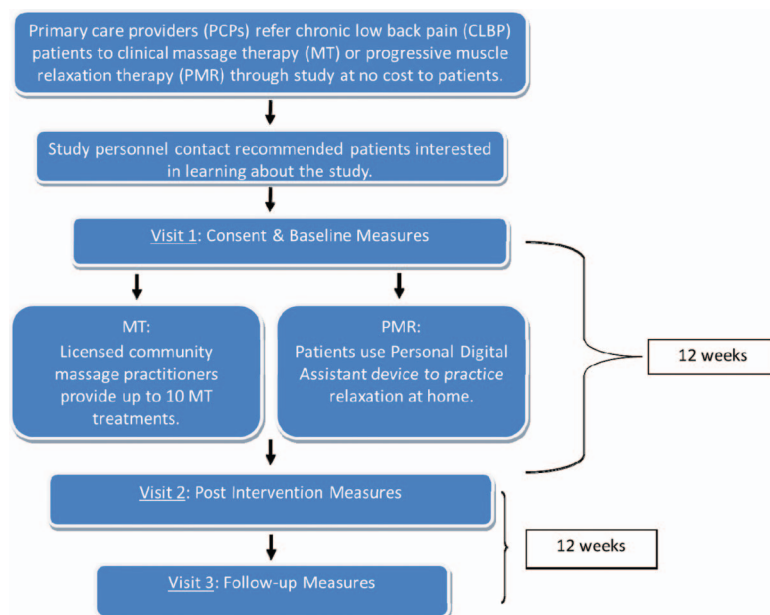 Primary care providers (PCPs) refer chronic low back pain (CLBP)
patients to clinical massage therapy (MT) or progressive muscle
relaxation therapy (PMR) through study at no cost to patients.
Study personnel contact recommended patients interested
in learning about the study.
Visit 1: Consent & Baseline Measures
MT:
Licensed community
massage practitioners
provide up to 10 MT
treatments.
PMR:
Patients use Personal Digital
Assistant device to practice
relaxation at home.
12 weeks
Visit 2: Post Intervention Measures
12 weeks
Visit 3: Follow-up Measures